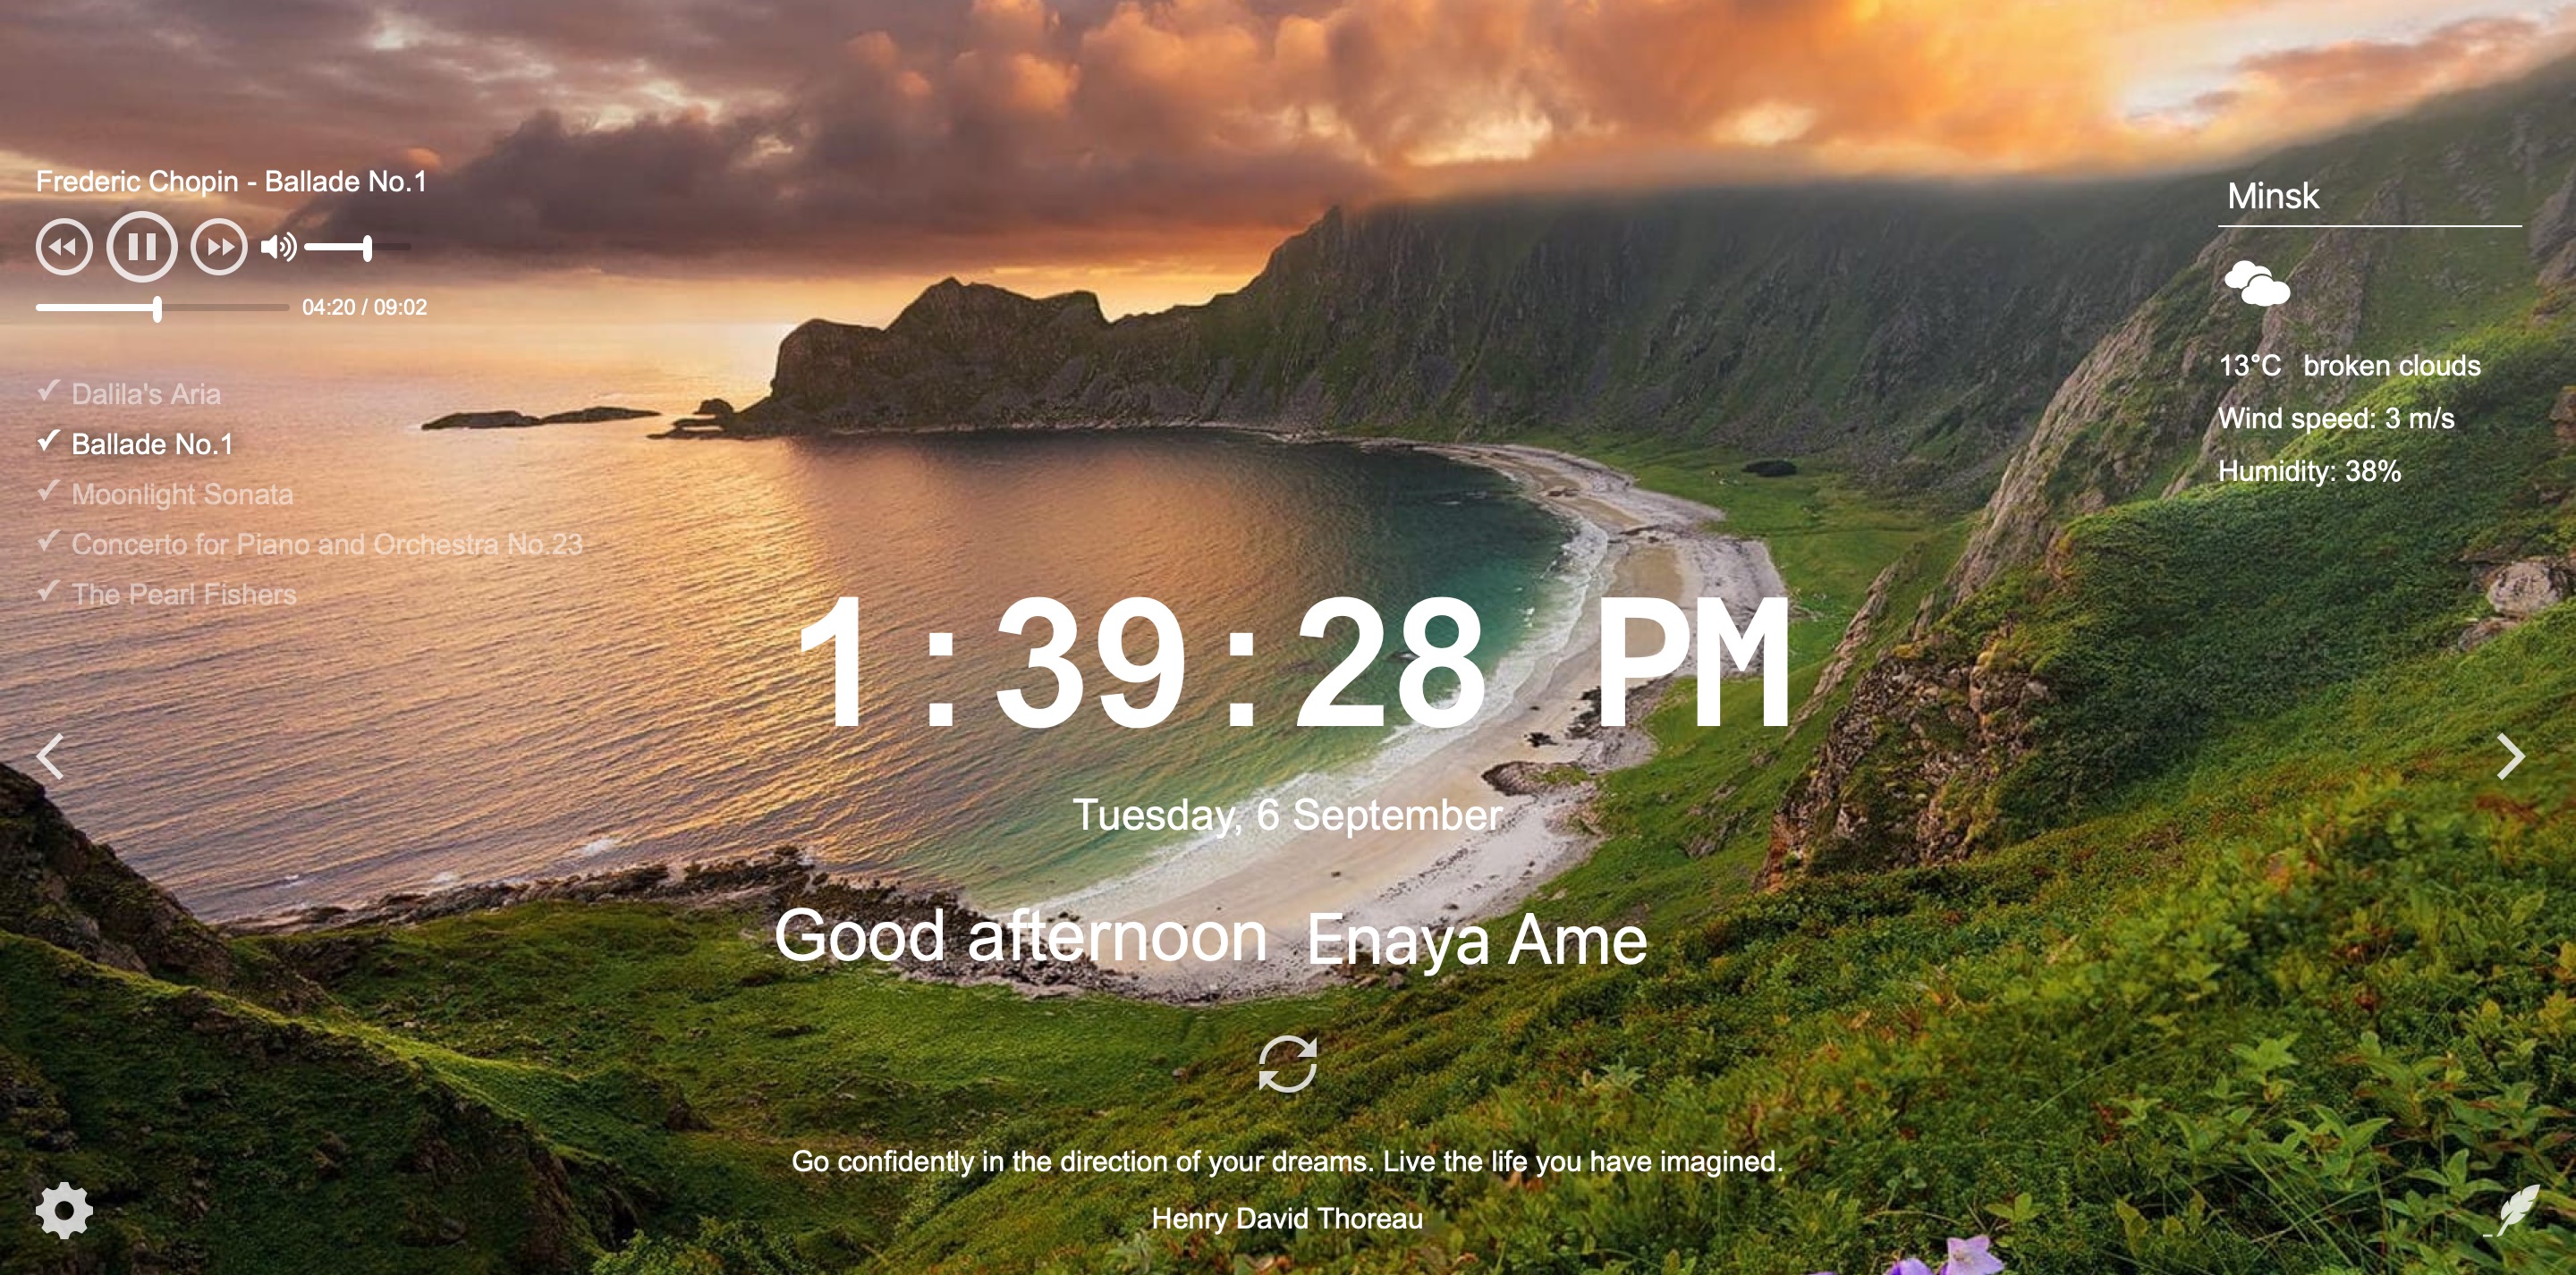 Frederic Chopin - Ballade No.1
04:20 / 09:02
Dalila's Aria
Ballade No.1
Moonlight Sonata
Concerto for Piano and Orchestra No.23
The Pearl Fishers
Minsk
13°C broken clouds
Wind speed: 3 m/s
Humidity: 38%
1:39:28 PM
Tuesday, 6 September
Good afternoon Enaya Ame
Go confidently in the direction of your dreams. Live the life you have imagined.
Henry David Thoreau